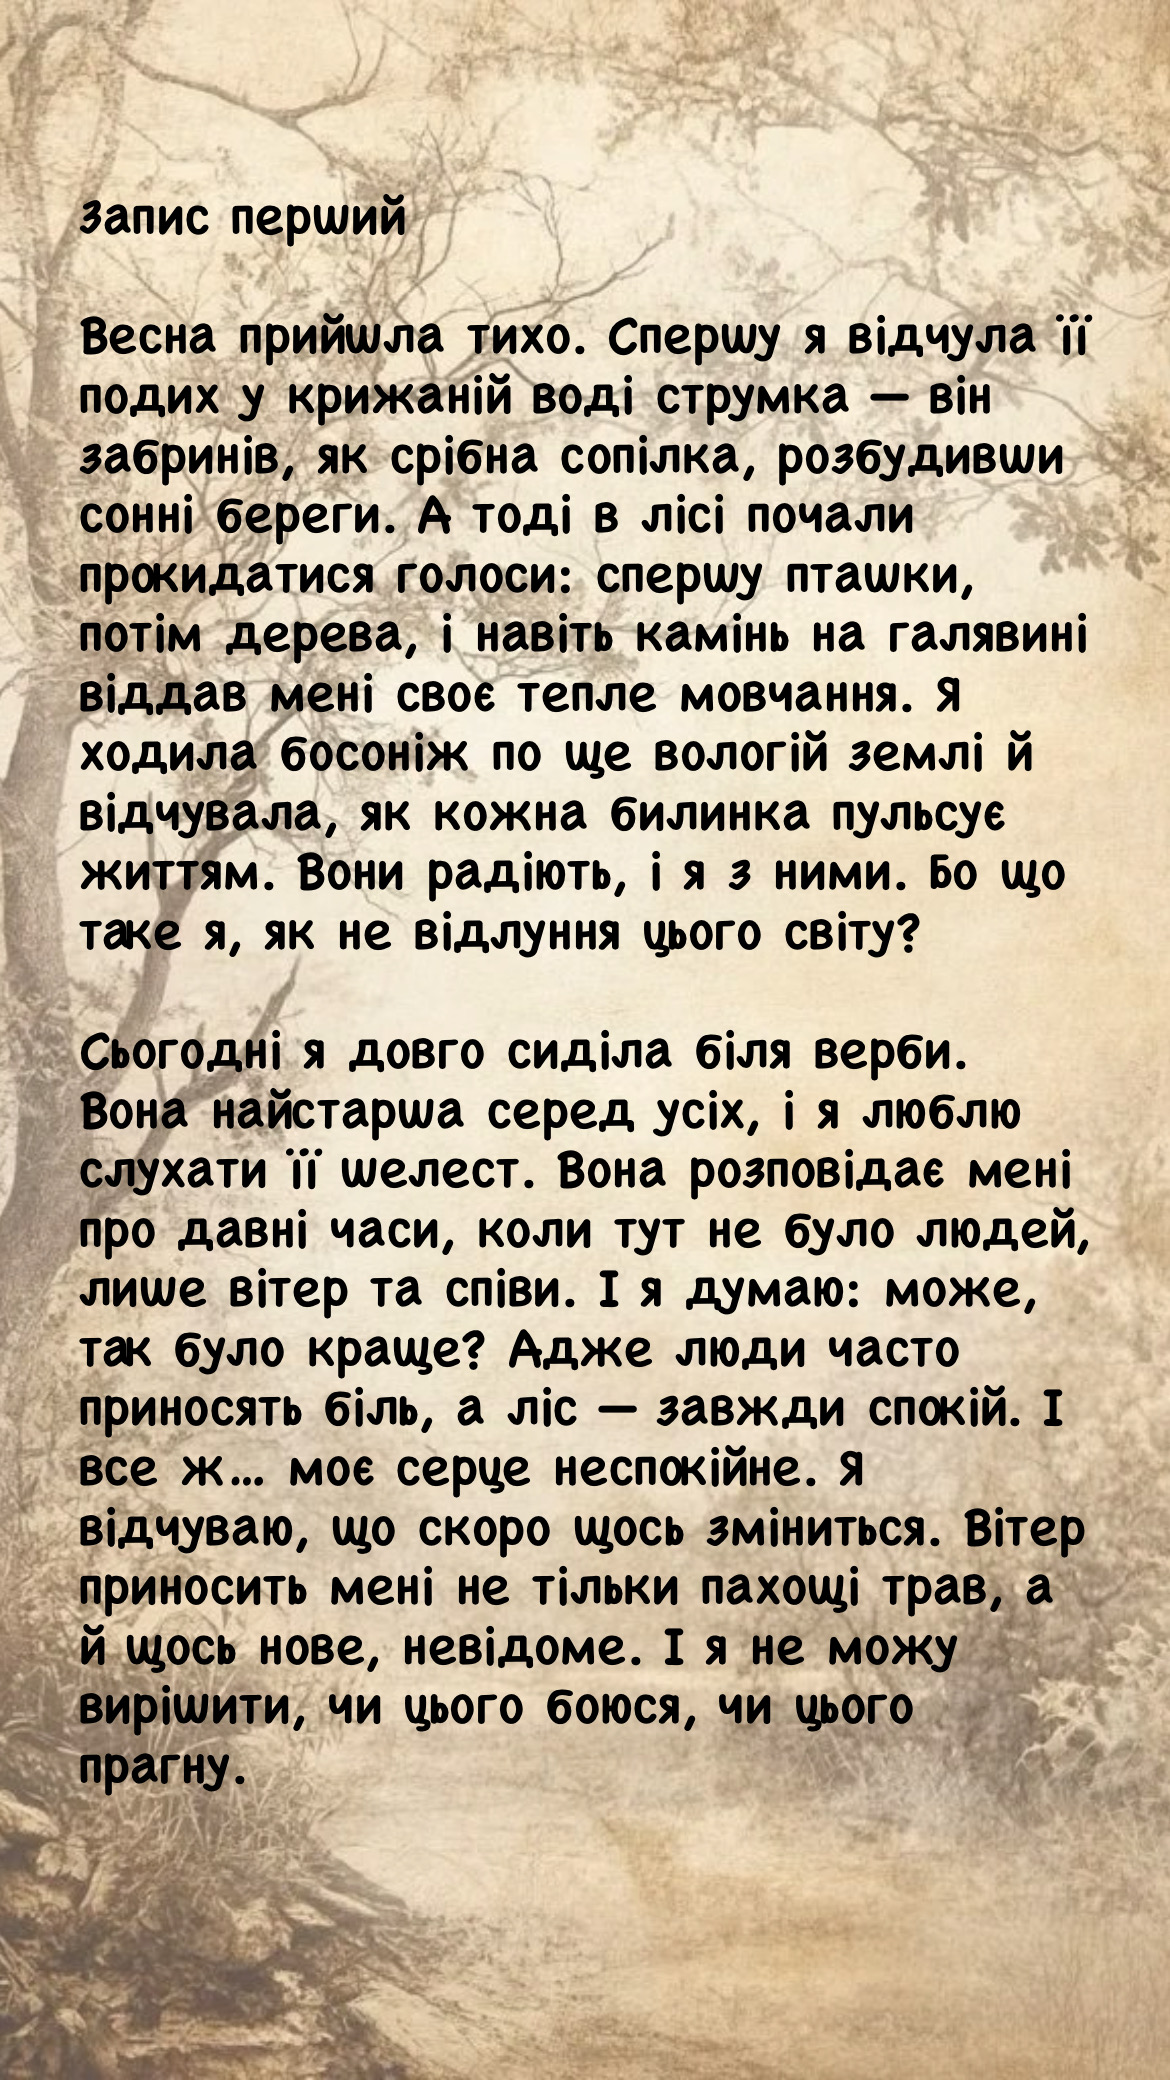 Запис перший
Весна прийшла тихо. Спершу я відчула її
подих у крижаній воді струмка — він
забринів, як срібна сопілка, розбудивши
сонні береги. А тоді в лісі почали
прокидатися голоси: спершу пташки,
потім дерева, і навіть камінь на галявині
віддав мені своє тепле мовчання. Я
ходила босоніж по ще вологій землі й
відчувала, як кожна билинка пульсує
життям. Вони радіють, і я з ними. Бо що
таке я, як не відлуння цього світу?
Сьогодні я довго сиділа біля верби.
Вона найстарша серед усіх, і я люблю
слухати її шелест. Вона розповідає мені
про давні часи, коли тут не було людей,
лише вітер та співи. І я думаю: може,
так було краще? Адже люди часто
приносять біль, а ліс — завжди спокій. І
все ж... моє серце неспокійне. Я
відчуваю, що скоро щось зміниться. Вітер
приносить мені не тільки пахощі трав, а
й щось нове, невідоме. І я не можу
вирішити, чи цього боюся, чи цього
прагну.